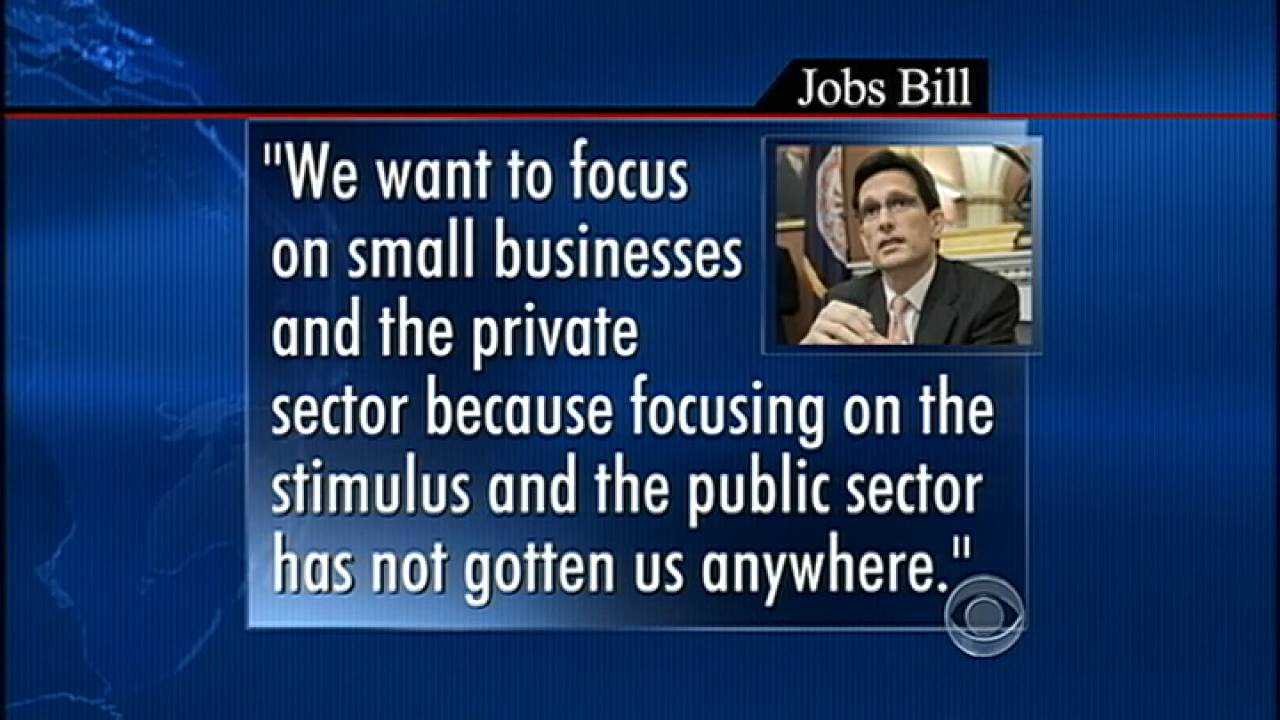 Jobs Bill
"We want to focus
on small businesses
and the private
sector because focusing on the
stimulus and the public sector
has not gotten us anywhere."